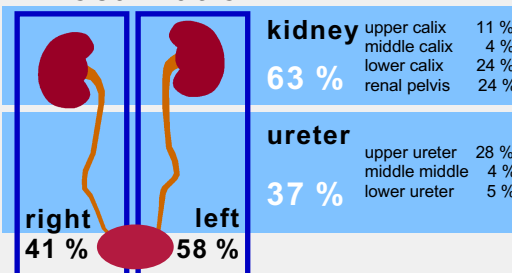 kidney
63 %
upper calix 11 %
middle calix 4 %
lower calix 24 %
renal pelvis 24 %
ureter
37 %
upper ureter 28 %
middle middle 4 %
lower ureter 5 %
right left
41 % 58 %